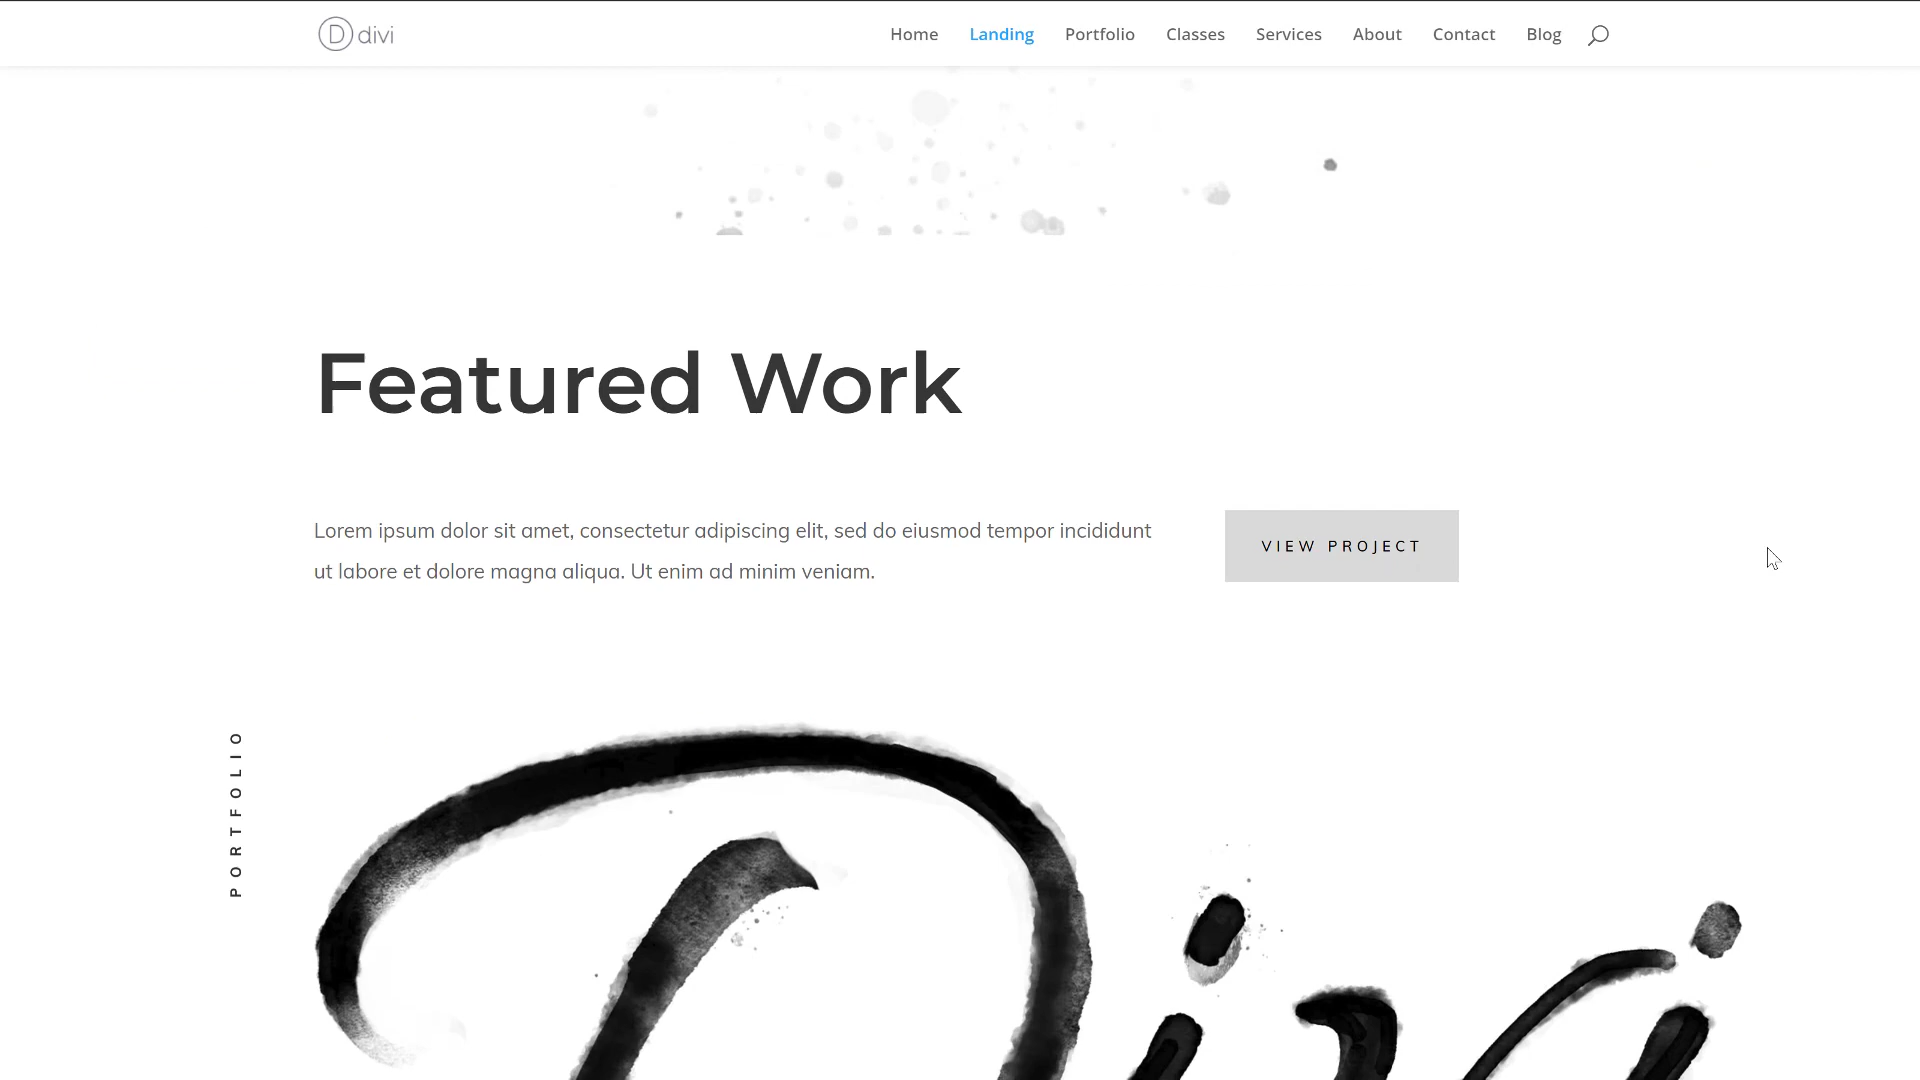 D divi
Home Landing Portfolio Classes Services About Contact Blog
Featured Work
Lorem ipsum dolor sit amet, consectetur adipiscing elit, sed do eiusmod tempor incididunt
ut labore et dolore magna aliqua. Ut enim ad minim veniam.
VIEW PROJECT
PORTFOLIO
Divi